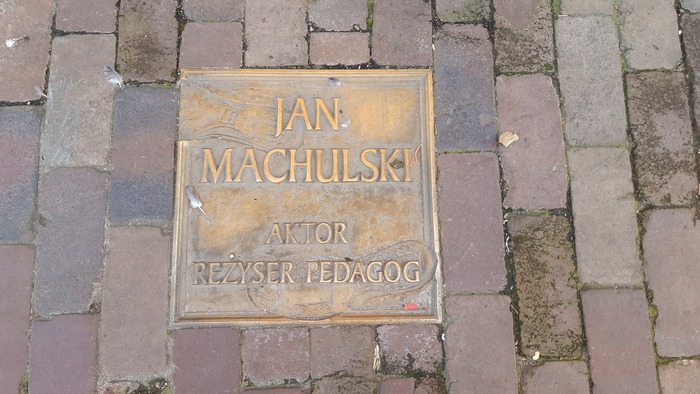 JAN
MACHULSKI
AKTOR
REŻYSER PEDAGOG